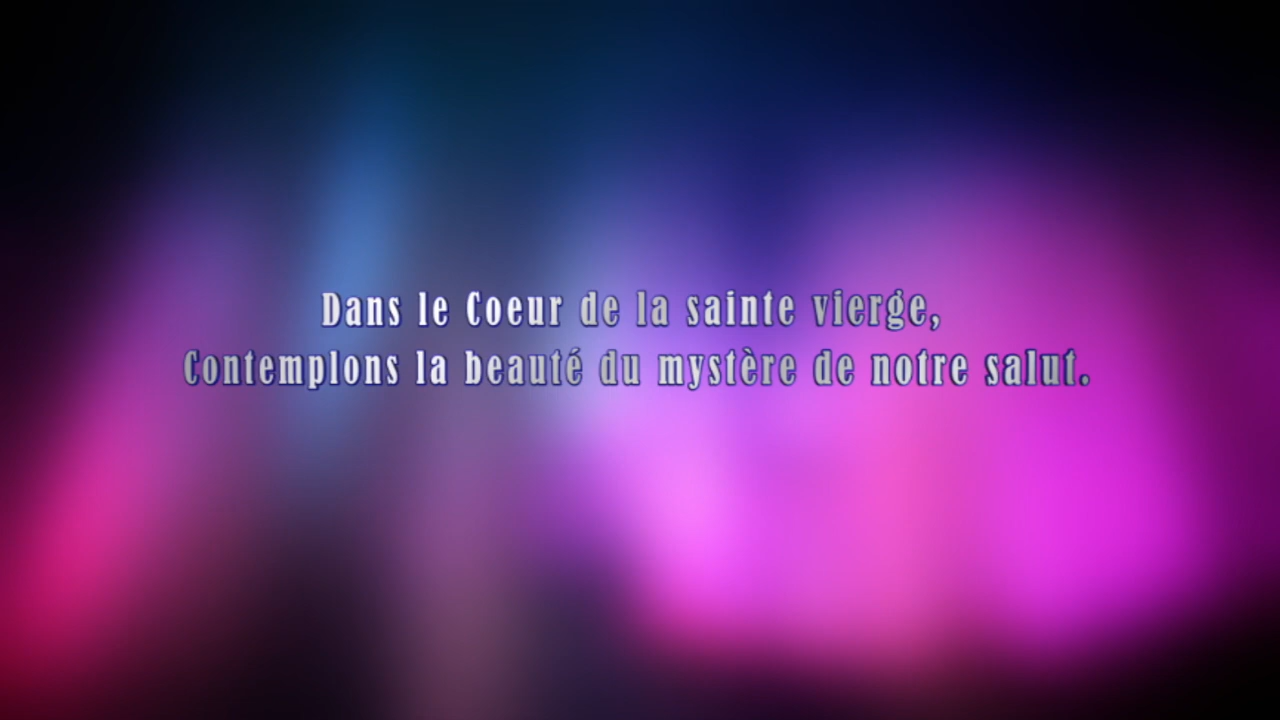 Dans le Coeur de la sainte vierge,
Contemplons la beauté du mystère de notre salut.